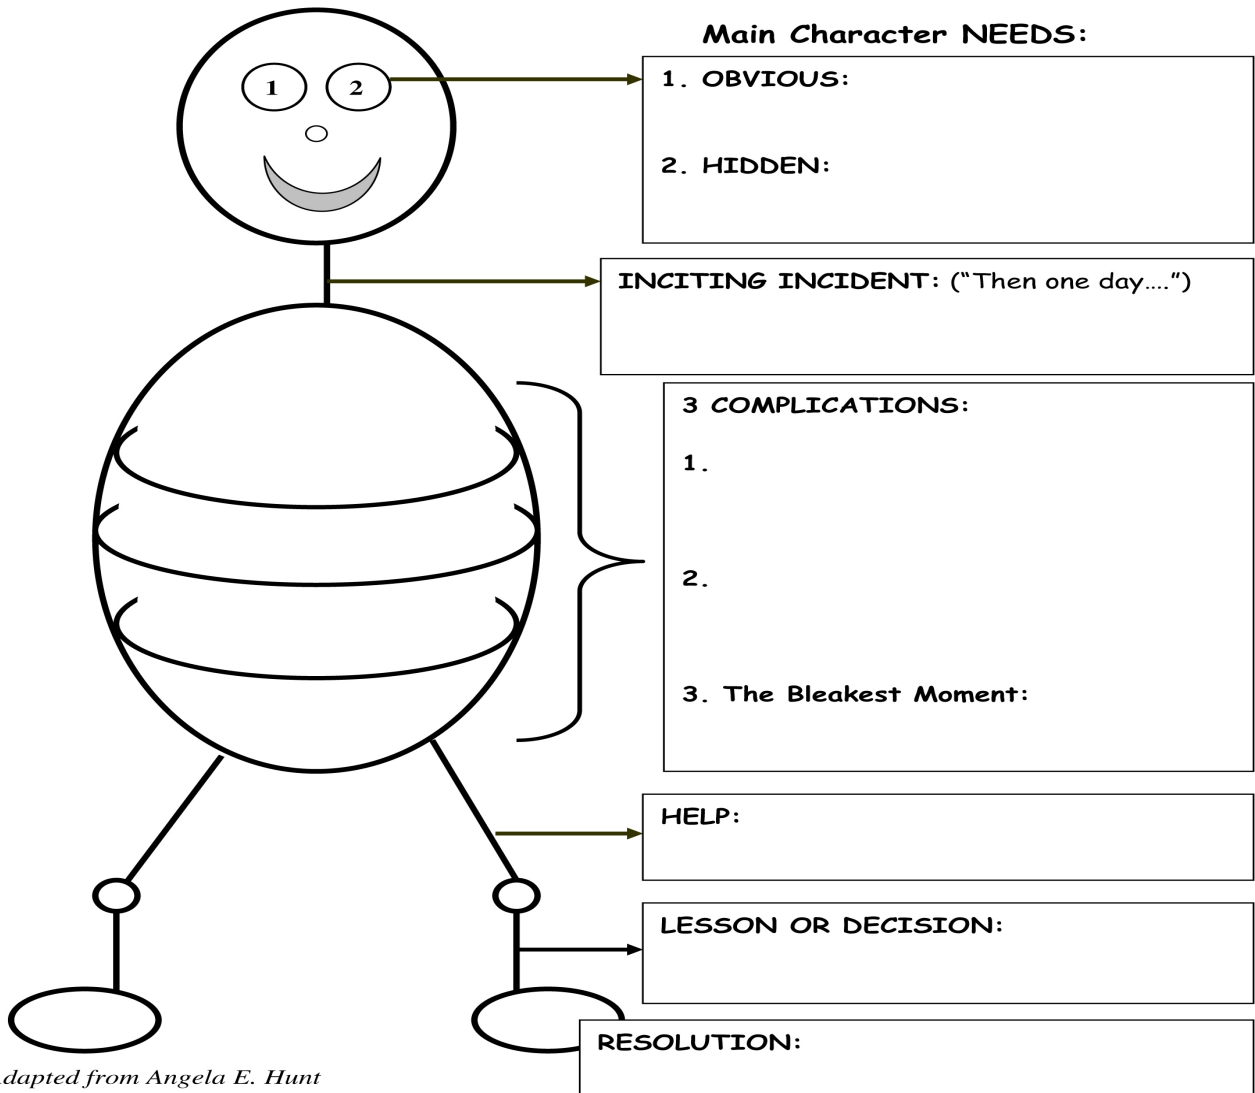 Main Character NEEDS:
1 2
1. OBVIOUS:
2. HIDDEN:
INCITING INCIDENT: (“Then one day....”)
3 COMPLICATIONS:
1.
2.
3. The Bleakest Moment:
HELP:
LESSON OR DECISION:
RESOLUTION:
dapted from Angela E. Hunt